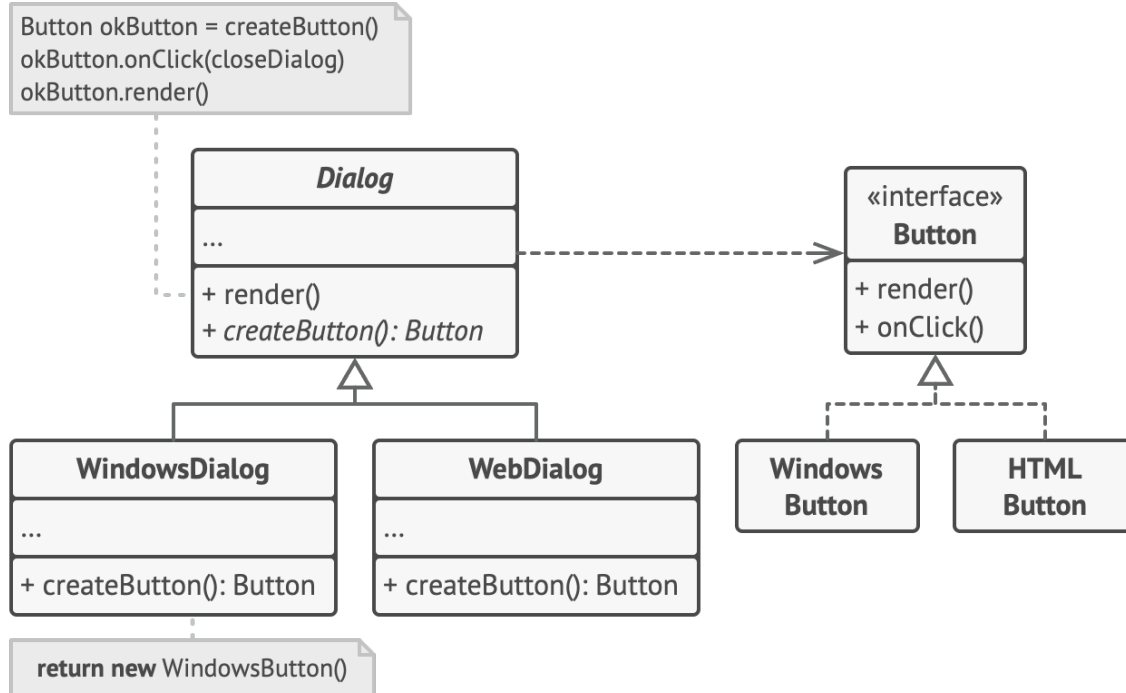 Button okButton = createButton()
okButton.onClick(closeDialog)
okButton.render()
Dialog
...
+ render()
+ createButton(): Button
«interface»
Button
+ render()
+ onClick()
WindowsDialog
...
+ createButton(): Button
WebDialog
...
+ createButton(): Button
Windows
Button
HTML
Button
return new WindowsButton()